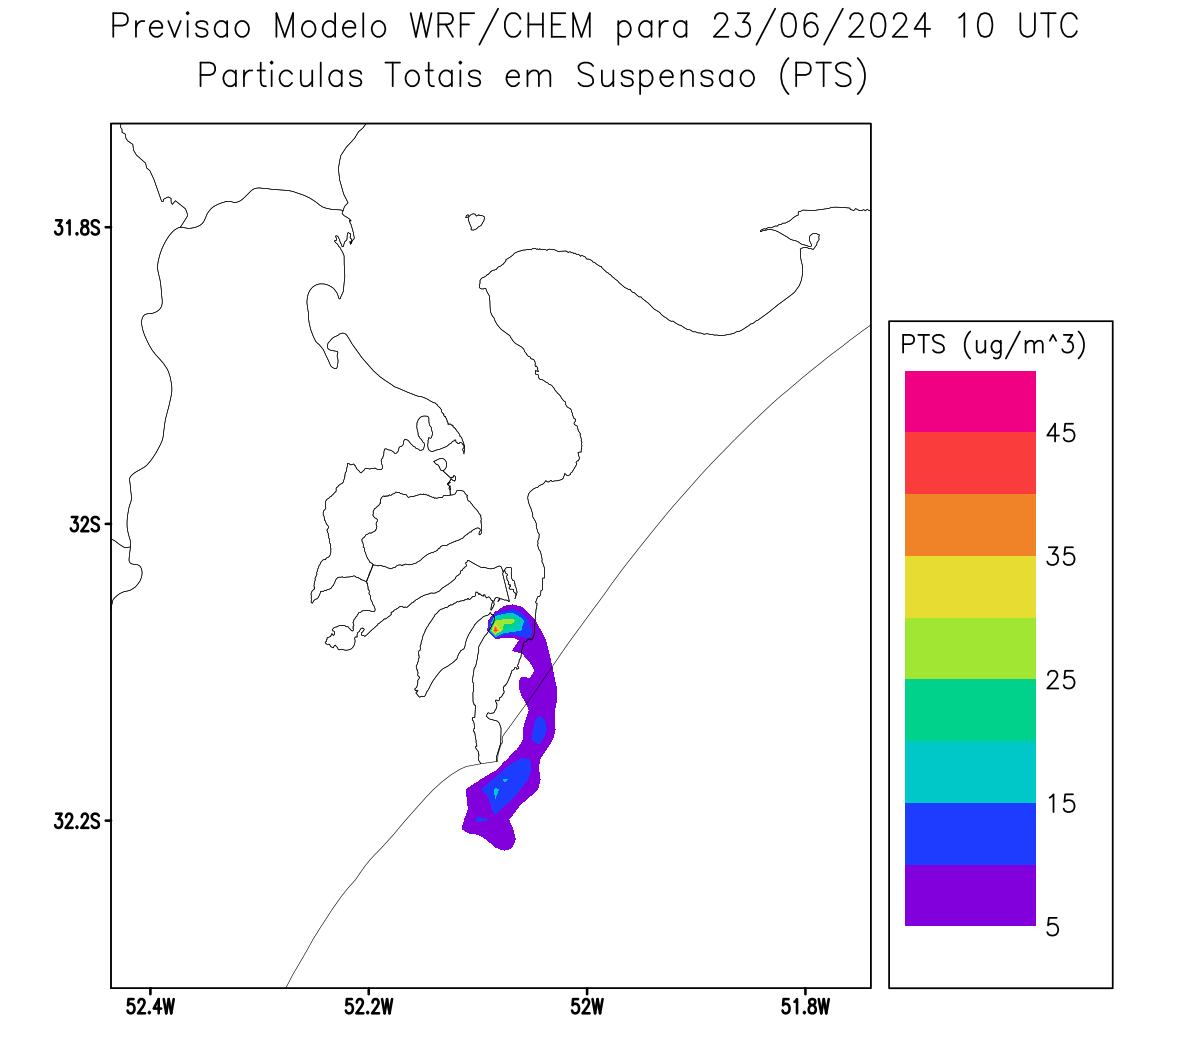 Previsao Modelo WRF/CHEM para 23/06/2024 10 UTC
Particulas Totais em Suspensao (PTS)
31.8S
32S
32.2S
52.4W
52.2W
52W
51.8W
PTS (ug/m^3)
45
35
25
15
5